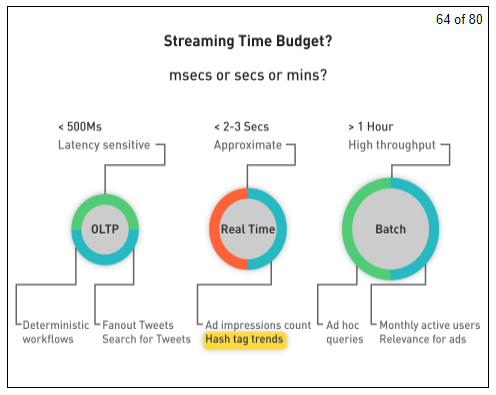 64 of 80
Streaming Time Budget?
msecs or secs or mins?
< 500Ms
Latency sensitive
< 2-3 Secs
Approximate
> 1 Hour
High throughput
OLTP
Real Time
Batch
Deterministic
workflows
Fanout Tweets
Search for Tweets
Ad impressions count
Hash tag trends
Ad hoc
queries
Monthly active users
Relevance for ads